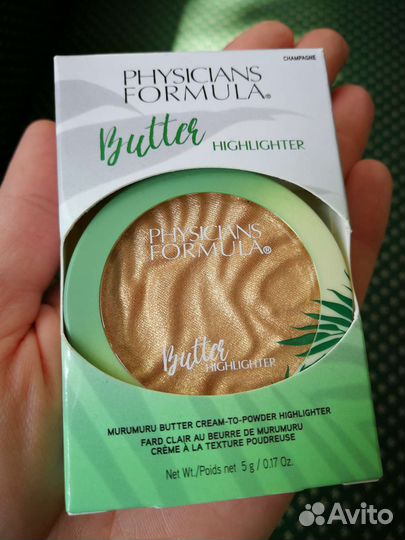 CHAMPAGNE
PHYSICIANS
FORMULA®
Butter HIGHLIGHTER
PHYSICIANS
FORMULA®
Butter
HIGHLIGHTER
MURUMURU BUTTER CREAM-TO-POWDER HIGHLIGHTER
FARD CLAIR AU BEURRE DE MURUMURU
CRÈME À LA TEXTURE POUDREUSE
Net Wt./Poids net 5 g / 0.17 Oz.
Avito